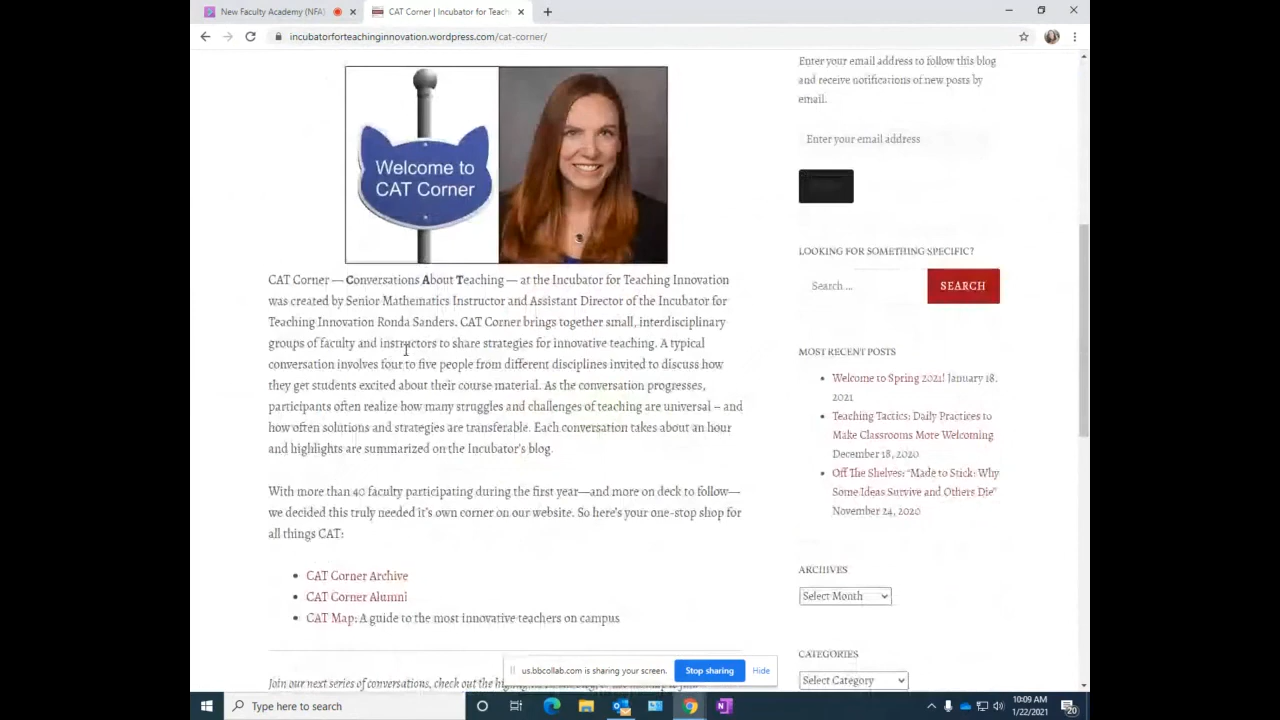 New Faculty Academy (NFA)
CAT Corner | Incubator for Teach
incubatorforteachinginnovation.wordpress.com/cat-corner/
Welcome to
CAT Corner
CAT Corner — Conversations About Teaching — at the Incubator for Teaching Innovation
was created by Senior Mathematics Instructor and Assistant Director of the Incubator for
Teaching Innovation Ronda Sanders. CAT Corner brings together small, interdisciplinary
groups of faculty and instructors to share strategies for innovative teaching. A typical
conversation involves four to five people from different disciplines invited to discuss how
they get students excited about their course material. As the conversation progresses,
participants often realize how many struggles and challenges of teaching are universal – and
how often solutions and strategies are transferable. Each conversation takes about an hour
and highlights are summarized on the Incubator's blog.
With more than 40 faculty participating during the first year—and more on deck to follow—
we decided this truly needed it's own corner on our website. So here's your one-stop shop for
all things CAT:
• CAT Corner Archive
• CAT Corner Alumni
• CAT Map: A guide to the most innovative teachers on campus
Join our next series of conversations, check out the
Enter your email address to follow this blog
and receive notifications of new posts by
email.
Enter your email address
LOOKING FOR SOMETHING SPECIFIC?
Search ...
SEARCH
MOST RECENT POSTS
• Welcome to Spring 2021! January 18,
2021
• Teaching Tactics: Daily Practices to
Make Classrooms More Welcoming
December 18, 2020
• Off The Shelves: "Made to Stick: Why
Some Ideas Survive and Others Die"
November 24, 2020
ARCHIVES
Select Month
CATEGORIES
Select Category
us.bbcollab.com is sharing your screen.
Stop sharing
Hide
Type here to search
10:09 AM
1/22/2021
20